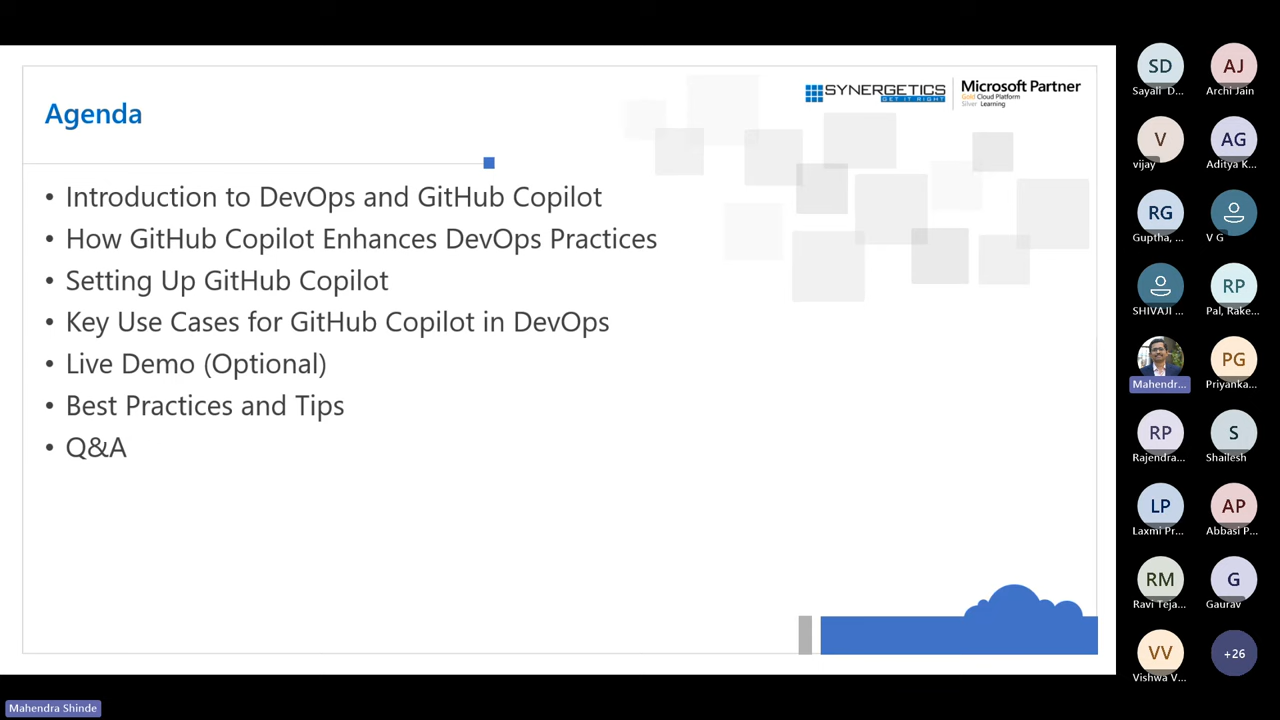 Agenda
SYNERGETICS
GET IT RIGHT
Microsoft Partner
Gold Cloud Platform
Silver Learning
• Introduction to DevOps and GitHub Copilot
• How GitHub Copilot Enhances DevOps Practices
• Setting Up GitHub Copilot
• Key Use Cases for GitHub Copilot in DevOps
• Live Demo (Optional)
• Best Practices and Tips
• Q&A
SD AJ
Sayali D... Archi Jain
V AG
vijay Aditya K...
RG
Guptha, ... V G
RP
SHIVAJI ... Pal, Rake...
PG
Mahendr... Priyanka...
RP S
Rajendra... Shailesh
LP AP
Laxmi Pr... Abbasi P...
RM G
Ravi Teja... Gaurav
VV +26
Vishwa V...
Mahendra Shinde